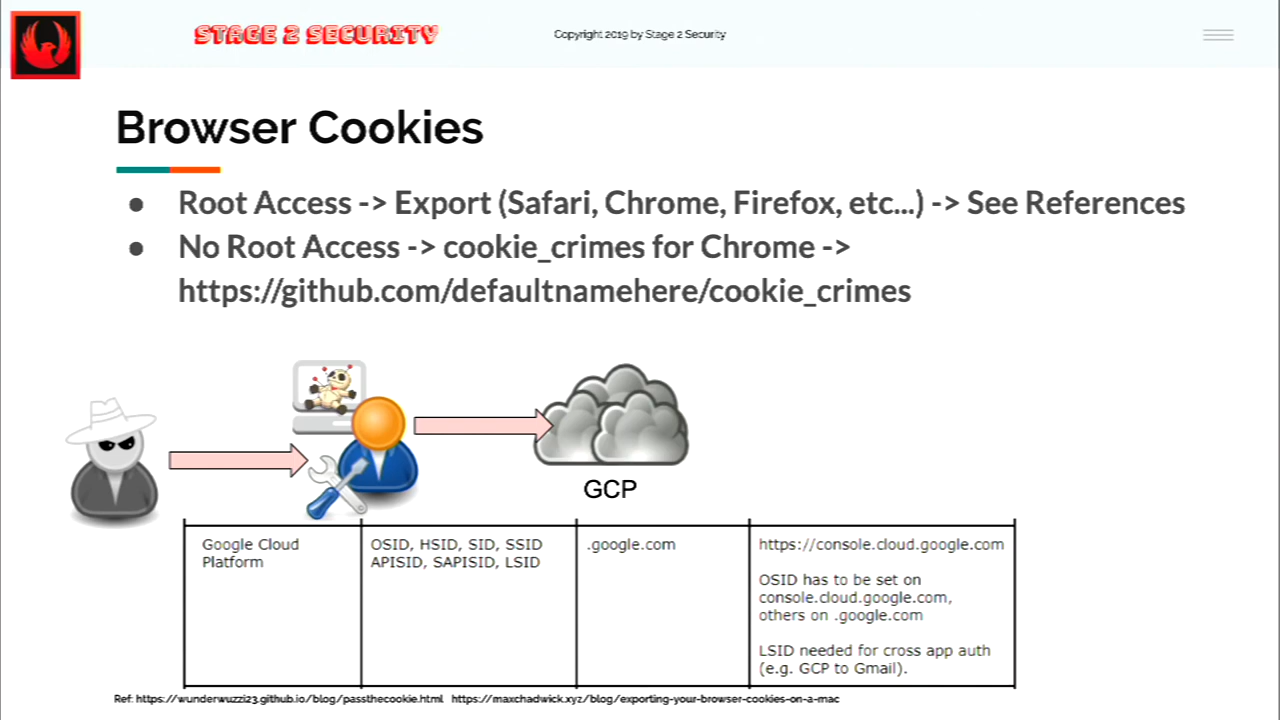 STAGE 2 SECURITY
Copyright 2019 by Stage 2 Security
Browser Cookies
● Root Access -> Export (Safari, Chrome, Firefox, etc...) -> See References
● No Root Access -> cookie_crimes for Chrome ->
https://github.com/defaultnamehere/cookie_crimes
GCP
Google Cloud
Platform
OSID, HSID, SID, SSID
APISID, SAPISID, LSID
.google.com
https://console.cloud.google.com
OSID has to be set on
console.cloud.google.com,
others on .google.com
LSID needed for cross app auth
(e.g. GCP to Gmail).
Ref: https://wunderwuzzi23.github.io/blog/passthecookie.html https://maxchadwick.xyz/blog/exporting-your-browser-cookies-on-a-mac